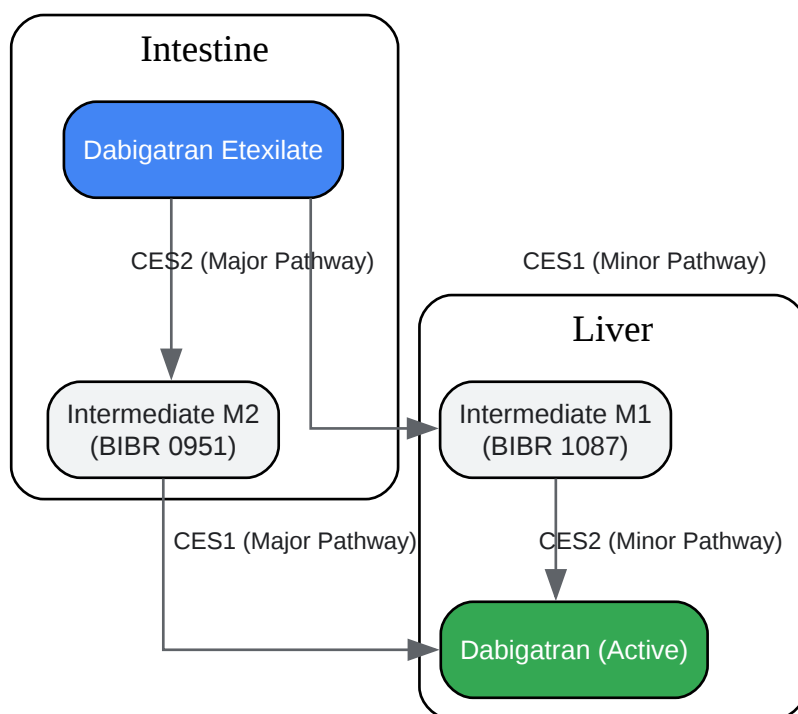 Intestine
Dabigatran Etexilate
CES2 (Major Pathway)
CES1 (Minor Pathway)
Liver
Intermediate M2
(BIBR 0951)
Intermediate M1
(BIBR 1087)
CES1 (Major Pathway)
CES2 (Minor Pathway)
Dabigatran (Active)